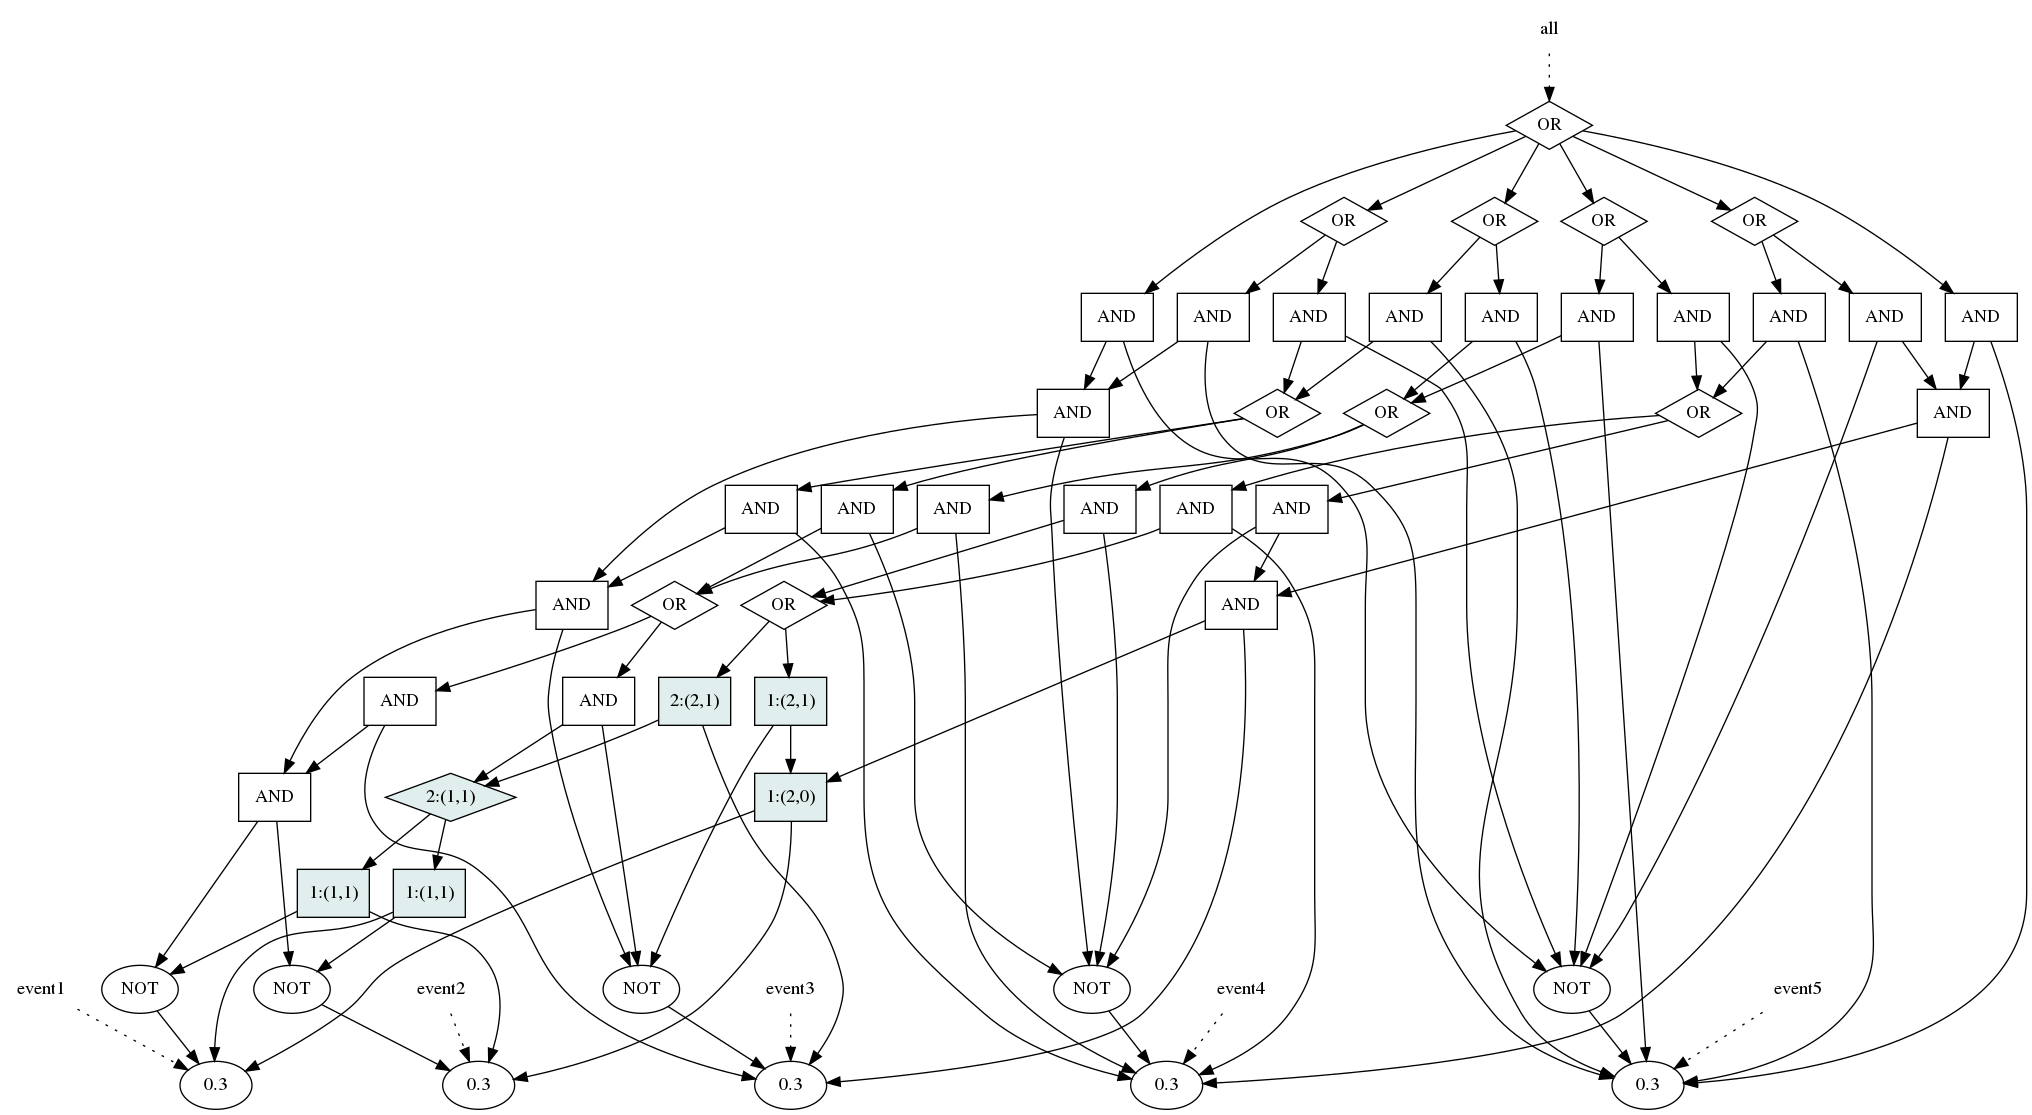 all
OR
OR
OR
OR
OR
AND
AND
AND
AND
AND
AND
AND
AND
AND
AND
AND
OR
OR
OR
AND
AND
AND
AND
AND
AND
AND
AND
OR
OR
AND
AND
AND
2:(2,1)
1:(2,1)
AND
2:(1,1)
1:(2,0)
1:(1,1)
1:(1,1)
event1
NOT
NOT
event2
NOT
event3
NOT
event4
NOT
event5
0.3
0.3
0.3
0.3
0.3